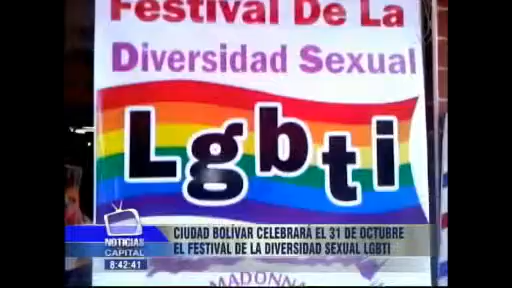 Festival De La
Diversidad Sexual
Lgbti
CIUDAD BOLÍVAR CELEBRARÁ EL 31 DE OCTUBRE
EL FESTIVAL DE LA DIVERSIDAD SEXUAL LGBTI
NOTICIAS
CAPITAL
8:42:41
MADONNA